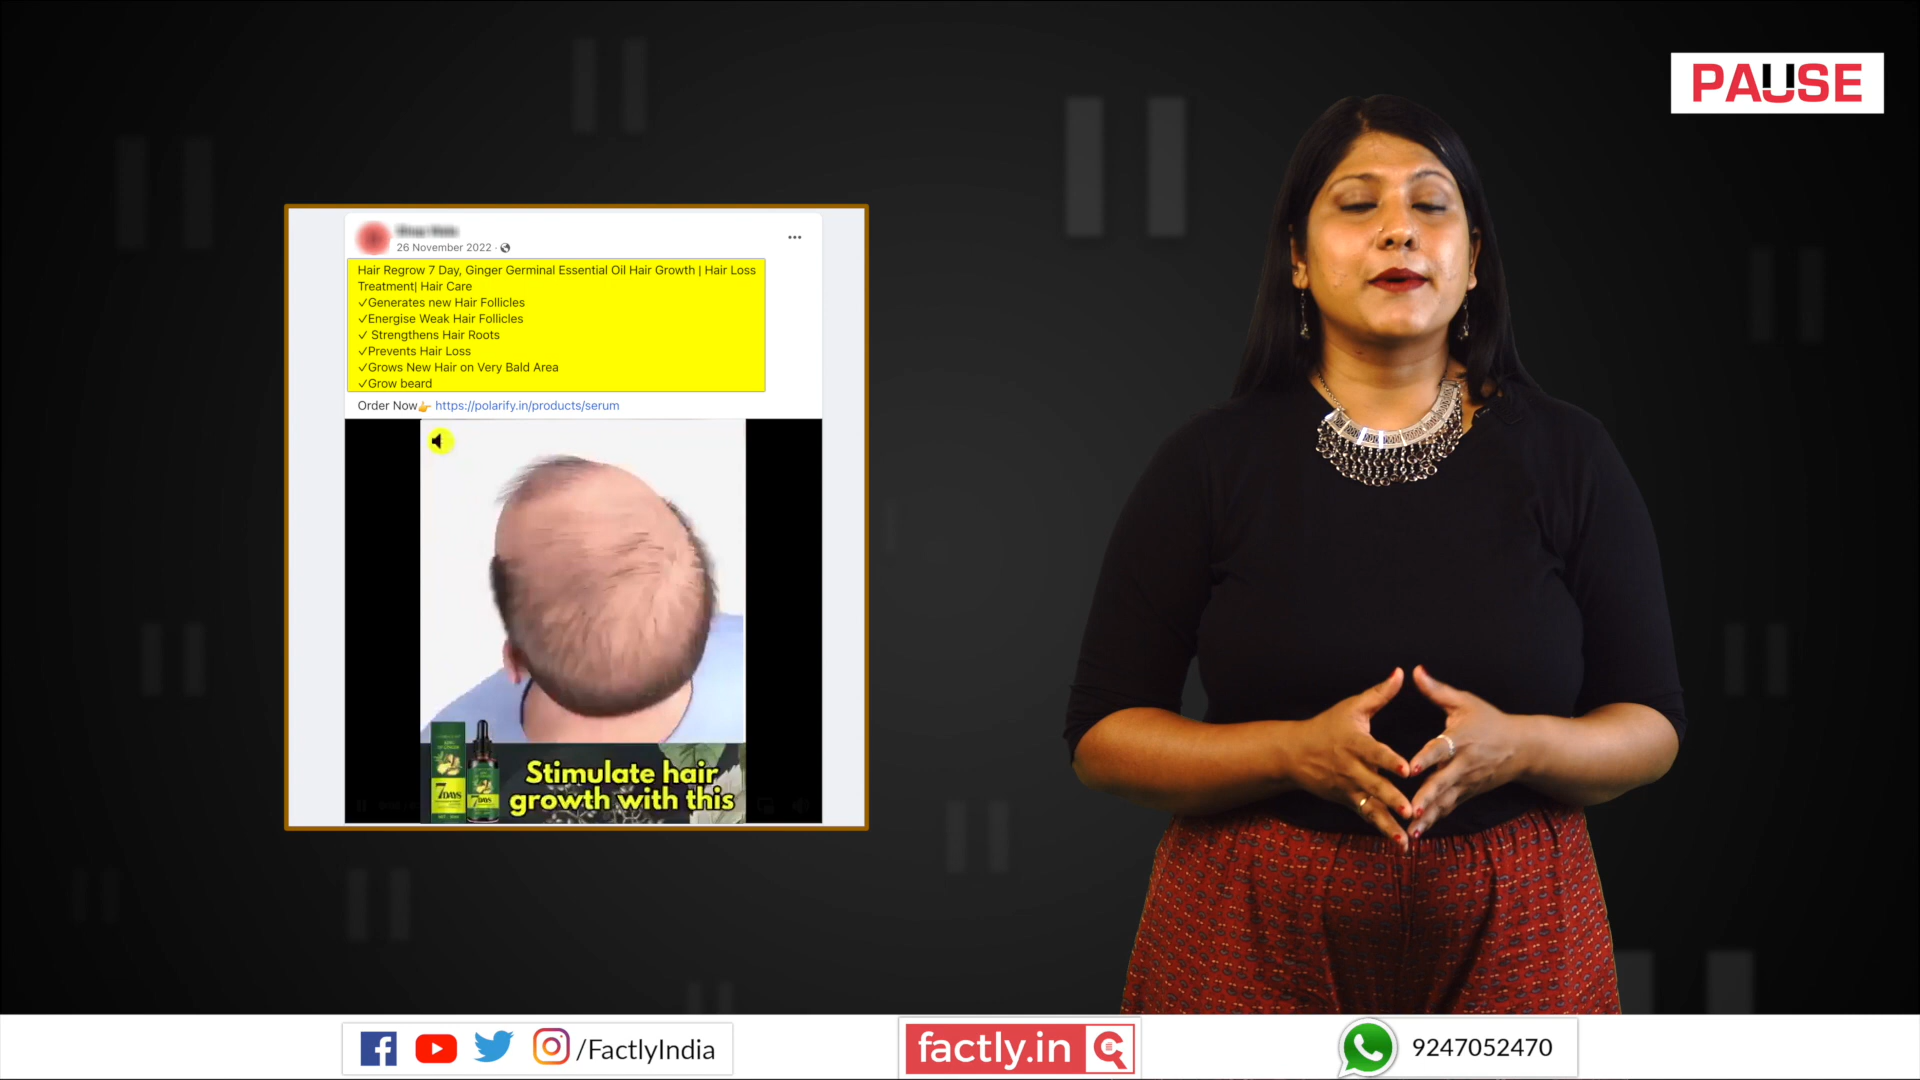 PAUSE
26 November 2022 ·
Hair Regrow 7 Day, Ginger Germinal Essential Oil Hair Growth | Hair Loss
Treatment| Hair Care
✓Generates new Hair Follicles
✓Energise Weak Hair Follicles
✓ Strengthens Hair Roots
✓Prevents Hair Loss
✓Grows New Hair on Very Bald Area
✓Grow beard
Order Now👉 https://polarify.in/products/serum
7DAYS
7DAYS
Stimulate hair
growth with this
/FactlyIndia
factly.in
9247052470